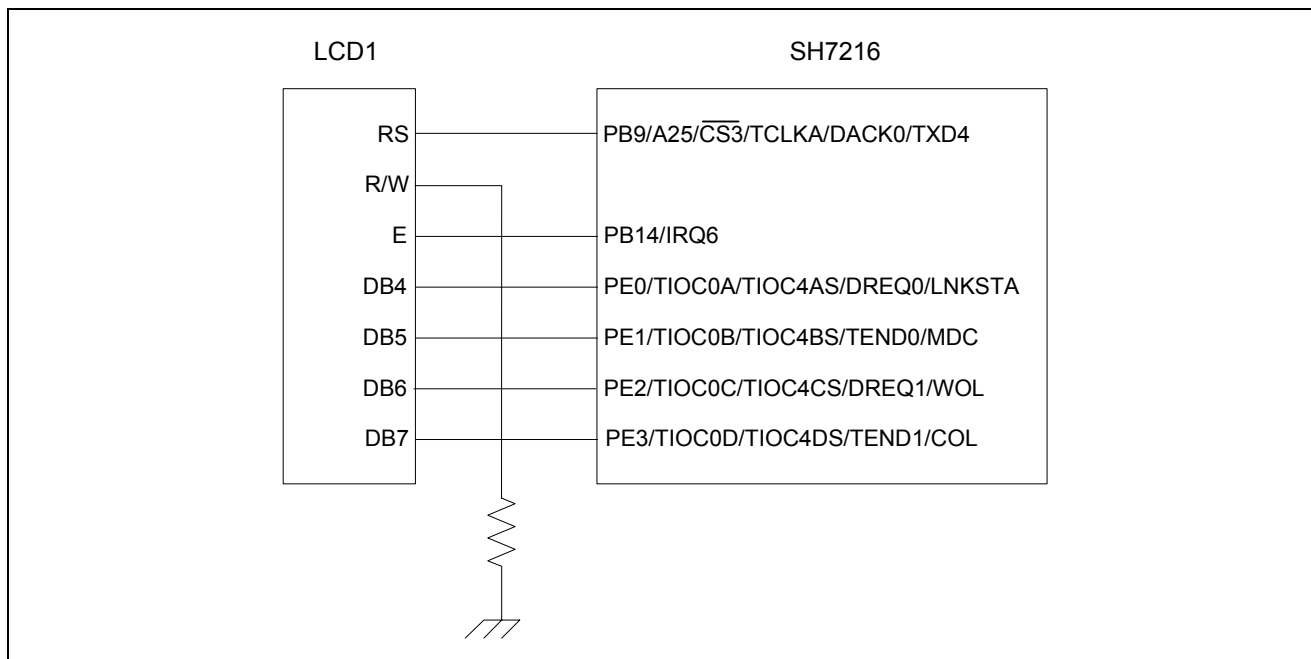 LCD1 SH7216
RS PB9/A25/CS3/TCLKA/DACK0/TXD4
R/W
E PB14/IRQ6
DB4 PE0/TIOC0A/TIOC4AS/DREQ0/LNKSTA
DB5 PE1/TIOC0B/TIOC4BS/TEND0/MDC
DB6 PE2/TIOC0C/TIOC4CS/DREQ1/WOL
DB7 PE3/TIOC0D/TIOC4DS/TEND1/COL